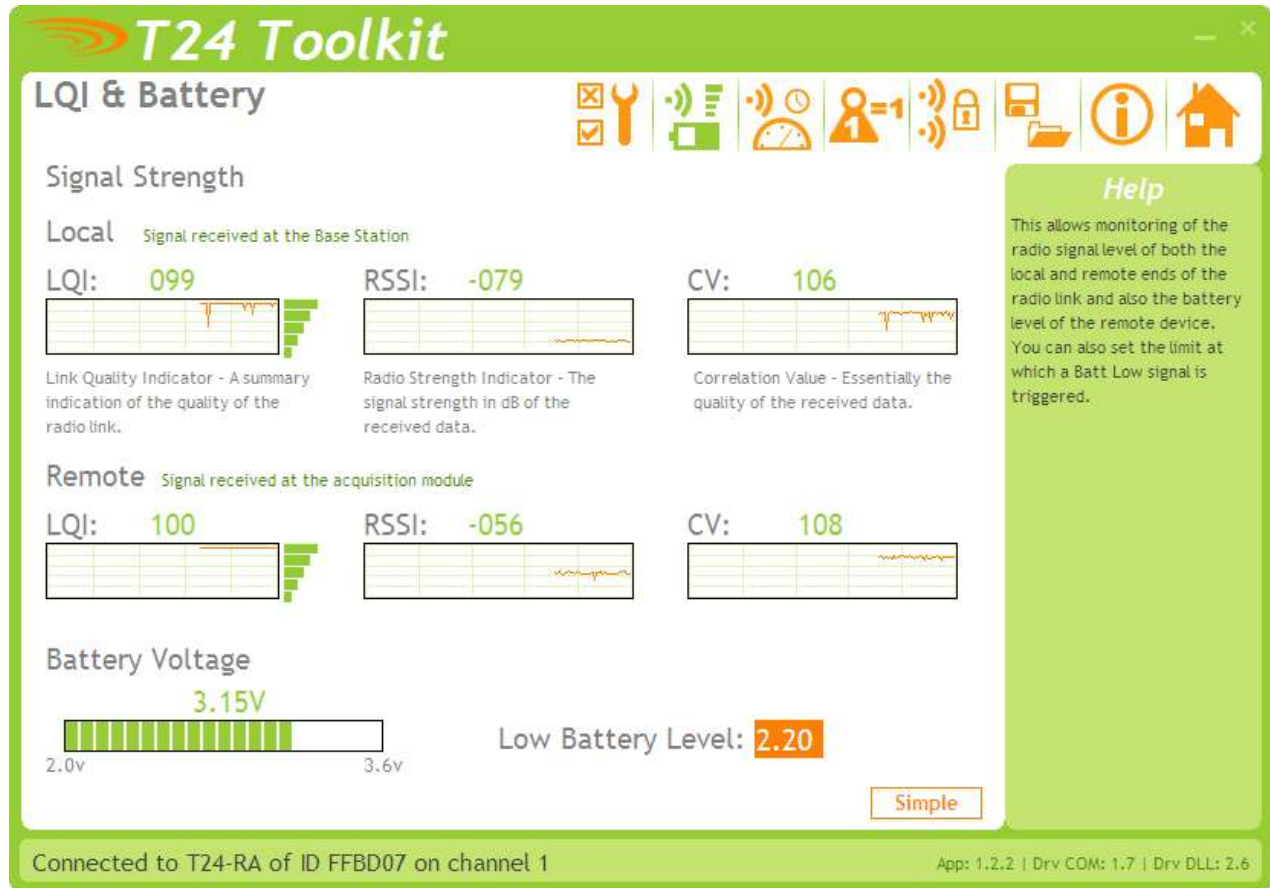 T24 Toolkit
LQI & Battery
1
=1
Signal Strength
Local Signal received at the Base Station
LQI: 099
RSSI: -079
CV: 106
Link Quality Indicator - A summary
indication of the quality of the
radio link.
Radio Strength Indicator - The
signal strength in dB of the
received data.
Correlation Value - Essentially the
quality of the received data.
Remote Signal received at the acquisition module
LQI: 100
RSSI: -056
CV: 108
Battery Voltage
3.15V
2.0v
3.6v
Low Battery Level: 2.20
Simple
Help
This allows monitoring of the
radio signal level of both the
local and remote ends of the
radio link and also the battery
level of the remote device.
You can also set the limit at
which a Batt Low signal is
triggered.
Connected to T24-RA of ID FFBD07 on channel 1
App: 1.2.2 | Drv COM: 1.7 | Drv DLL: 2.6